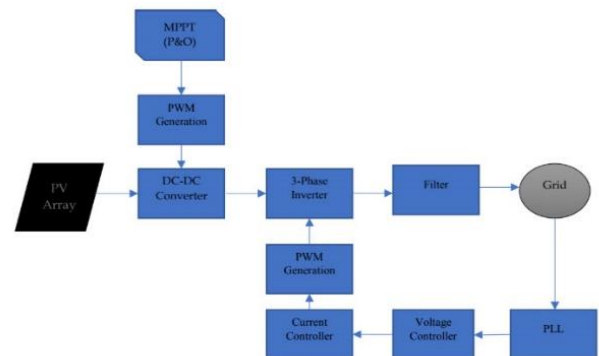 MPPT
(P&O)
PWM
Generation
PV
Array
DC-DC
Converter
3-Phase
Inverter
Filter
Grid
PWM
Generation
Current
Controller
Voltage
Controller
PLL